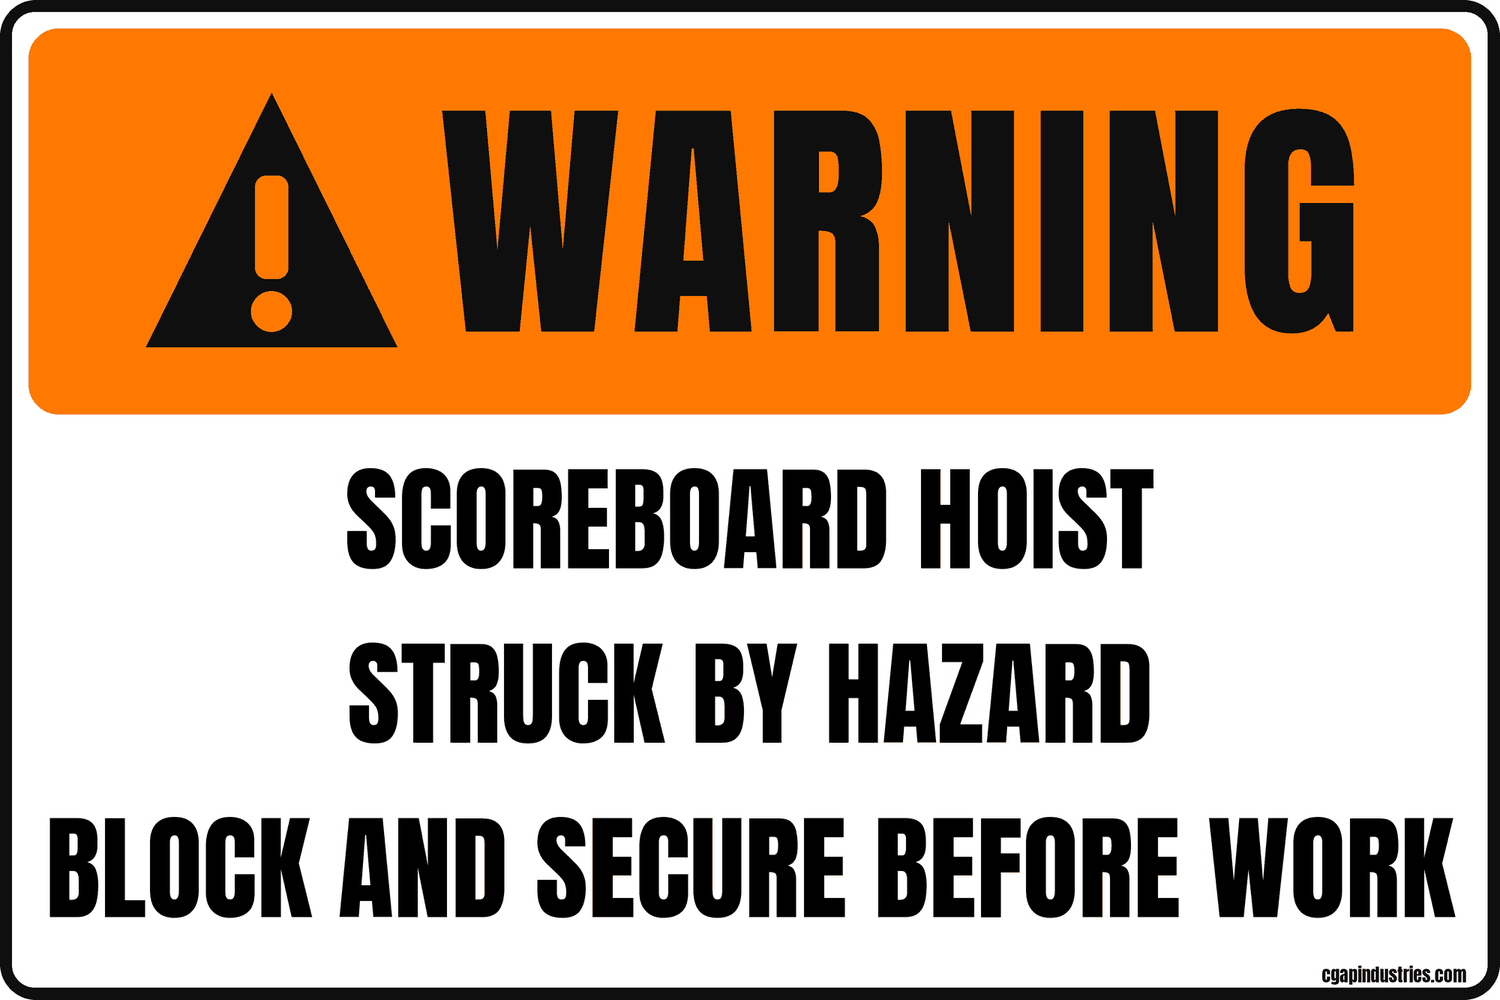 WARNING
SCOREBOARD HOIST
STRUCK BY HAZARD
BLOCK AND SECURE BEFORE WORK
cgapindustries.com